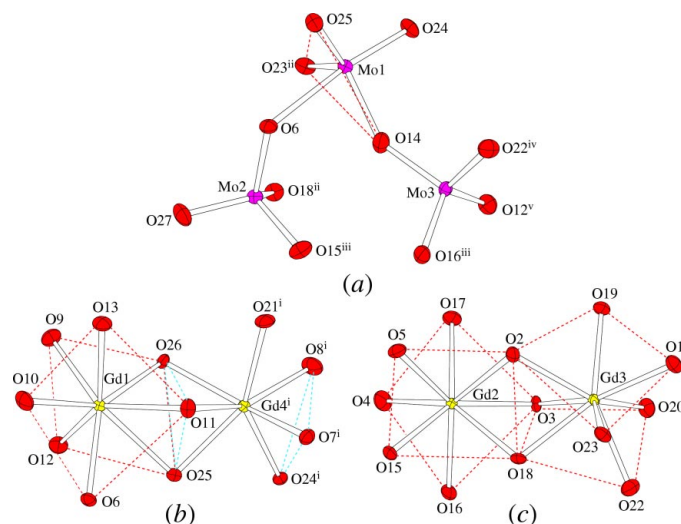 O25
O24
O23ii
Mo1
O6
O14
O22iv
Mo2
O18ii
Mo3
O12v
O27
O15iii
O16iii
(a)
O9
O13
O21i
O26
O8i
Gd1
Gd4i
O10
O11
O7i
O12
O25
O24i
O6
(b)
O17
O19
O5
O2
O1
Gd2
Gd3
O4
O3
O20
O23
O15
O18
O16
O22
(c)